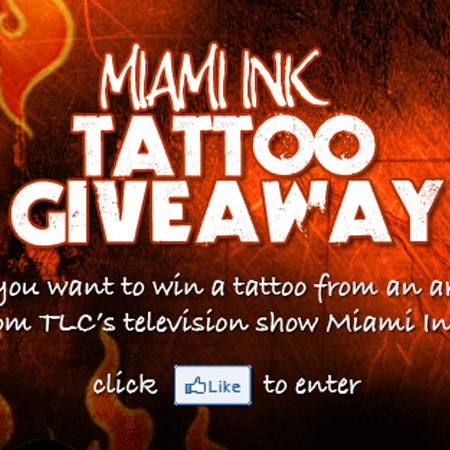 MIAMI INK
TATTOO
GIVEAWAY
you want to win a tattoo from an ar
om TLC's television show Miami In
click Like to enter